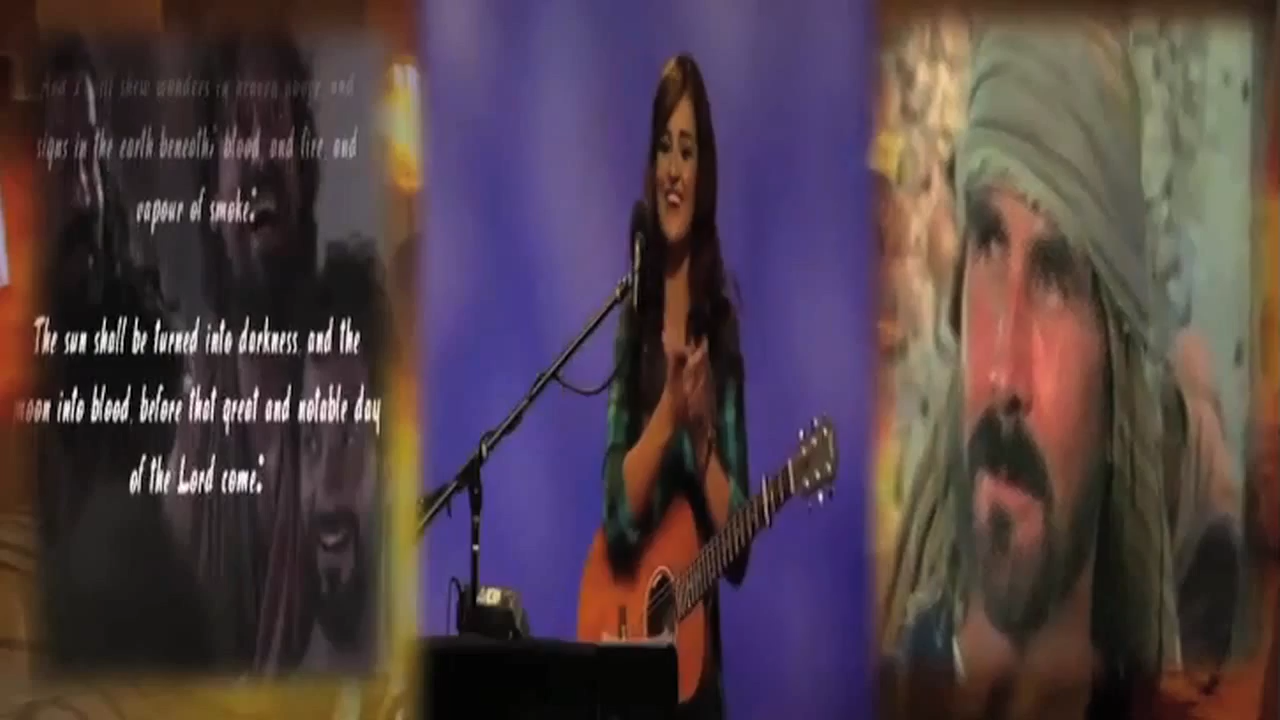 And I will shew wonders in heaven above, and
signs in the earth beneath; blood, and fire, and
vapour of smoke:
The sun shall be turned into darkness, and the
moon into blood, before that great and notable day
of the Lord come: